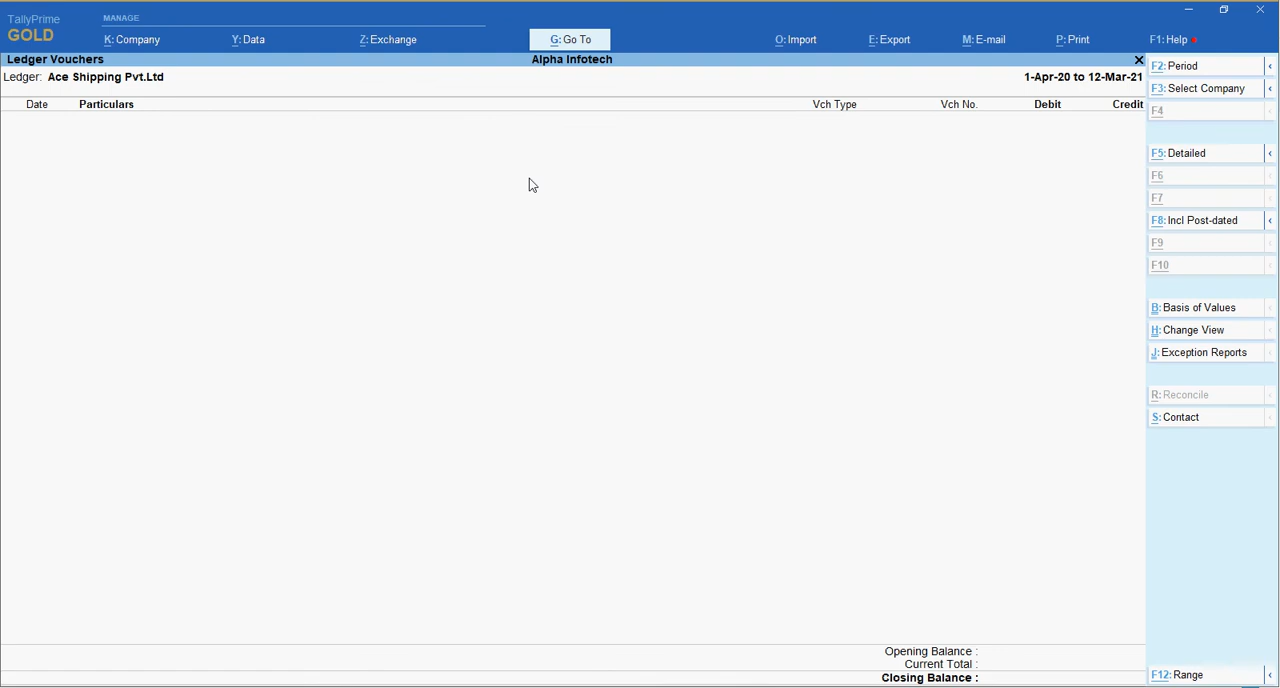 TallyPrime
GOLD
MANAGE
K: Company Y: Data Z: Exchange G: Go To O: Import E: Export M: E-mail P: Print F1: Help
Ledger Vouchers Alpha Infotech
Ledger: Ace Shipping Pvt.Ltd 1-Apr-20 to 12-Mar-21
Date Particulars Vch Type Vch No. Debit Credit
Opening Balance :
Current Total :
Closing Balance :
F2: Period
F3: Select Company
F4
F5: Detailed
F6
F7
F8: Incl Post-dated
F9
F10
B: Basis of Values
H: Change View
J: Exception Reports
R: Reconcile
S: Contact
F12: Range